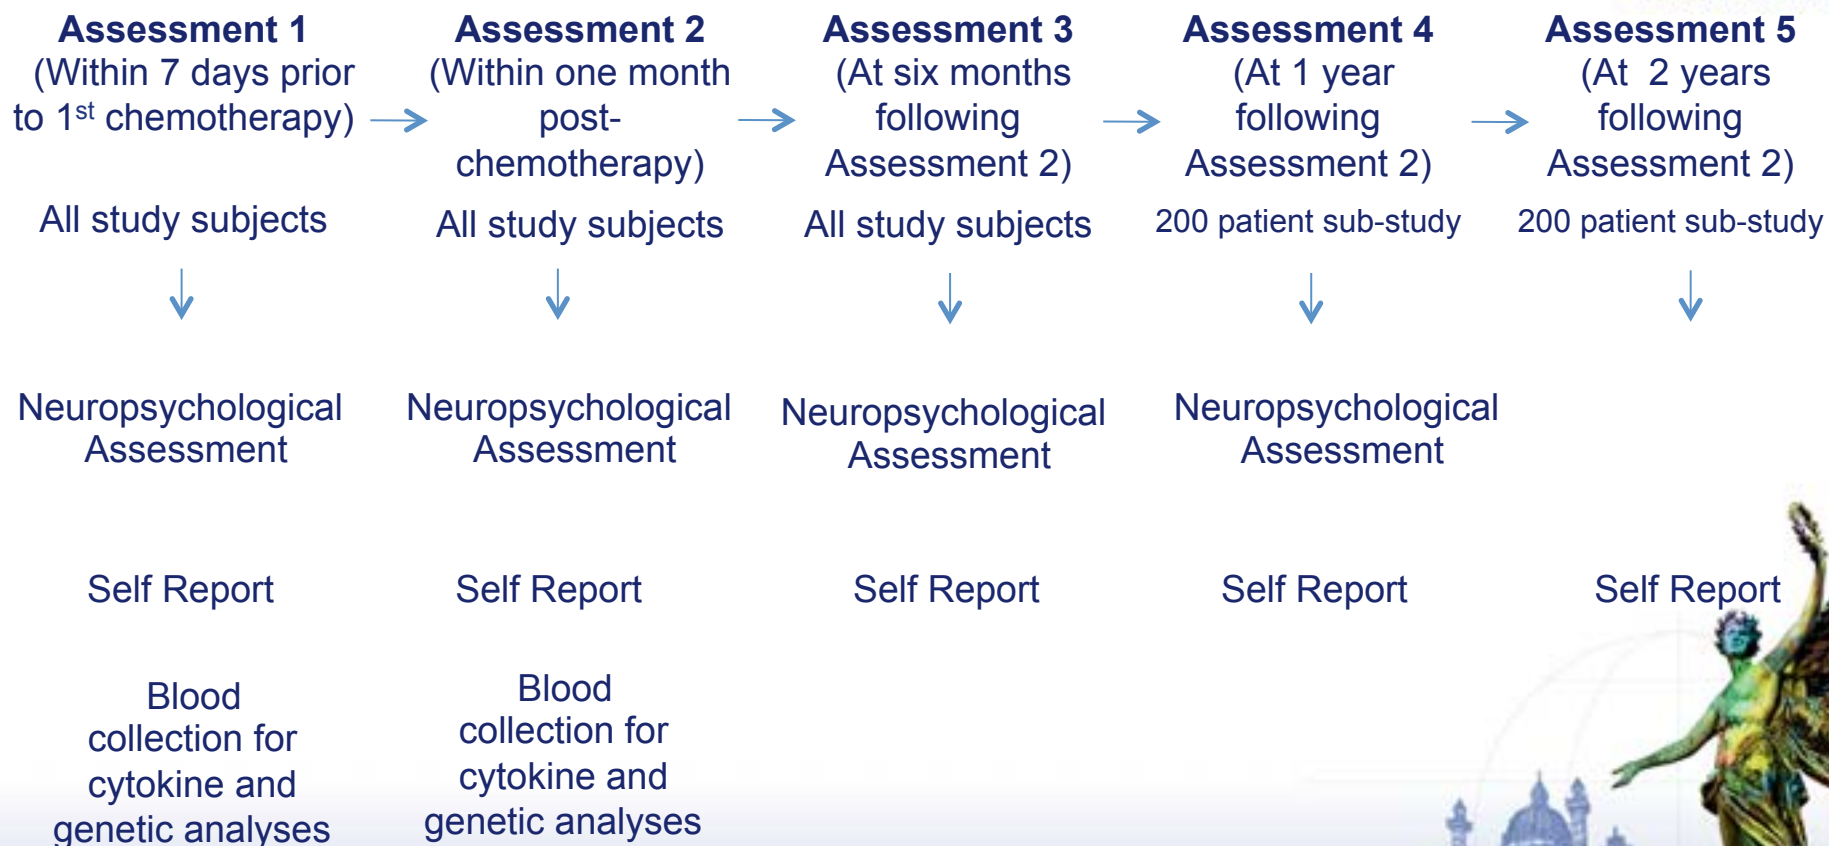 Assessment 1
(Within 7 days prior
to 1st chemotherapy)
All study subjects
Neuropsychological
Assessment
Self Report
Blood
collection for
cytokine and
genetic analyses
Assessment 2
(Within one month
post-
chemotherapy)
All study subjects
Neuropsychological
Assessment
Self Report
Blood
collection for
cytokine and
genetic analyses
Assessment 3
(At six months
following
Assessment 2)
All study subjects
Neuropsychological
Assessment
Self Report
Assessment 4
(At 1 year
following
Assessment 2)
200 patient sub-study
Neuropsychological
Assessment
Self Report
Assessment 5
(At 2 years
following
Assessment 2)
200 patient sub-study
Self Report